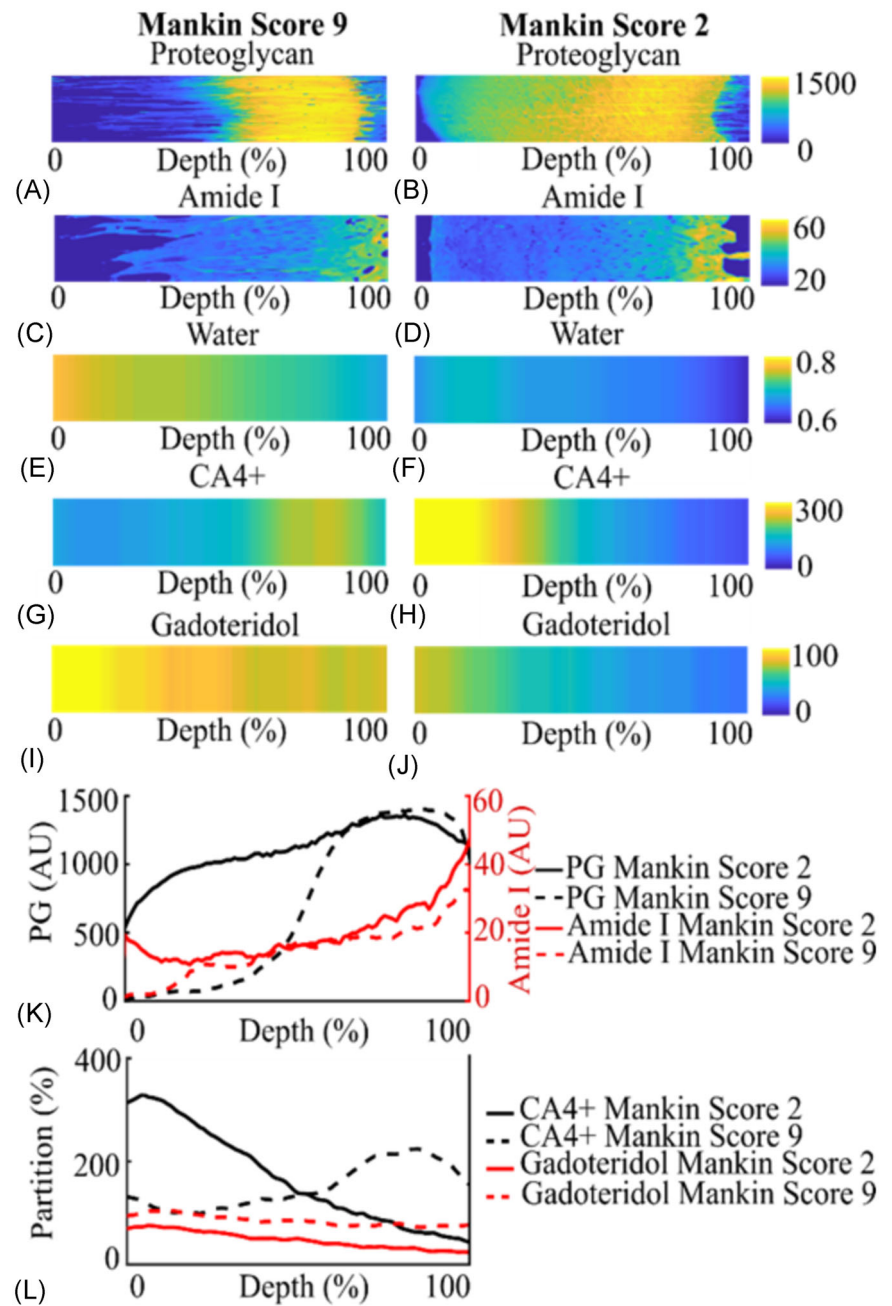 Mankin Score 9 Mankin Score 2
Proteoglycan Proteoglycan
1500
0
0 Depth (%) 100 0 Depth (%) 100
(A) (B)
Amide I Amide I
60
20
0 Depth (%) 100 0 Depth (%) 100
(C) (D)
Water Water
0.8
0.6
0 Depth (%) 100 0 Depth (%) 100
(E) (F)
CA4+ CA4+
300
0
0 Depth (%) 100 0 Depth (%) 100
(G) (H)
Gadoteridol Gadoteridol
100
0
0 Depth (%) 100 0 Depth (%) 100
(I) (J)
1500 60
1000 40
500 20
0 0
PG (AU)
Amide I (AU)
PG Mankin Score 2
PG Mankin Score 9
Amide I Mankin Score 2
Amide I Mankin Score 9
0 Depth (%) 100
(K)
400
200
0
Partition (%)
CA4+ Mankin Score 2
CA4+ Mankin Score 9
Gadoteridol Mankin Score 2
Gadoteridol Mankin Score 9
0 Depth (%) 100
(L)